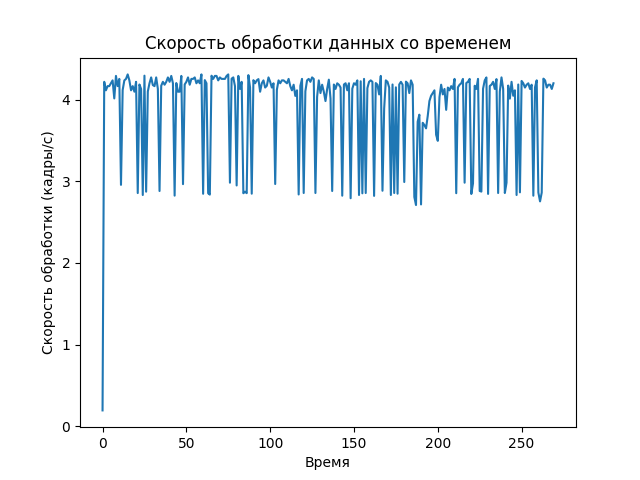 Скорость обработки данных со временем
Скорость обработки (кадры/с)
4
3
2
1
0
0 50 100 150 200 250
Время